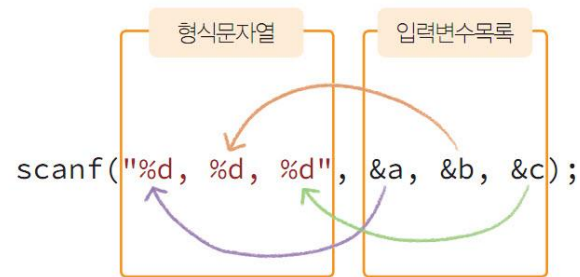 형식문자열 입력변수목록
scanf("%d, %d, %d", &a, &b, &c);